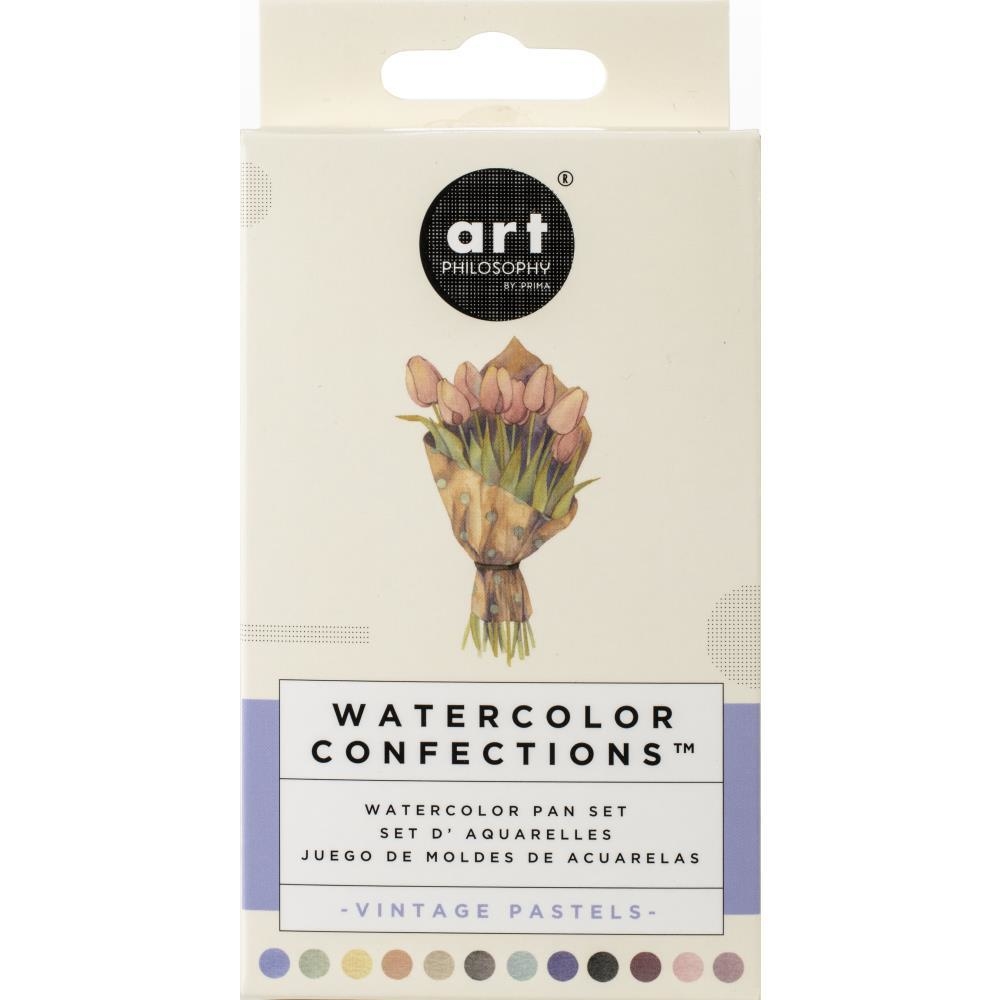 ®
art
PHILOSOPHY
BY PRIMA
WATERCOLOR
CONFECTIONS™
WATERCOLOR PAN SET
SET D' AQUARELLES
JUEGO DE MOLDES DE ACUARELAS
-VINTAGE PASTELS-